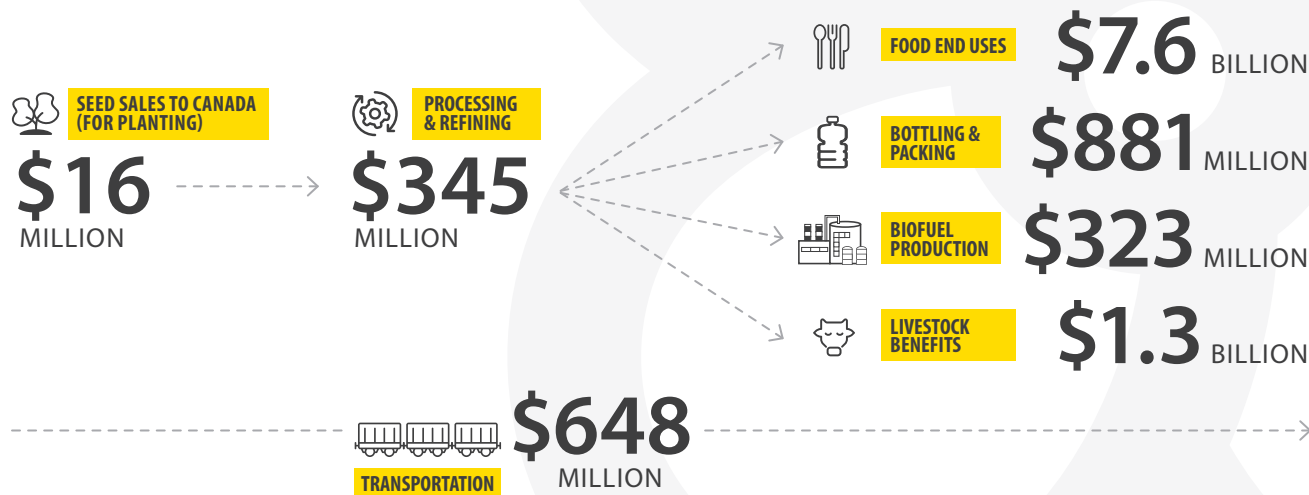 SEED SALES TO CANADA
(FOR PLANTING)
$16
MILLION
PROCESSING
& REFINING
$345
MILLION
FOOD END USES
$7.6 BILLION
BOTTLING &
PACKING
$881 MILLION
BIOFUEL
PRODUCTION
$323 MILLION
LIVESTOCK
BENEFITS
$1.3 BILLION
TRANSPORTATION
$648
MILLION